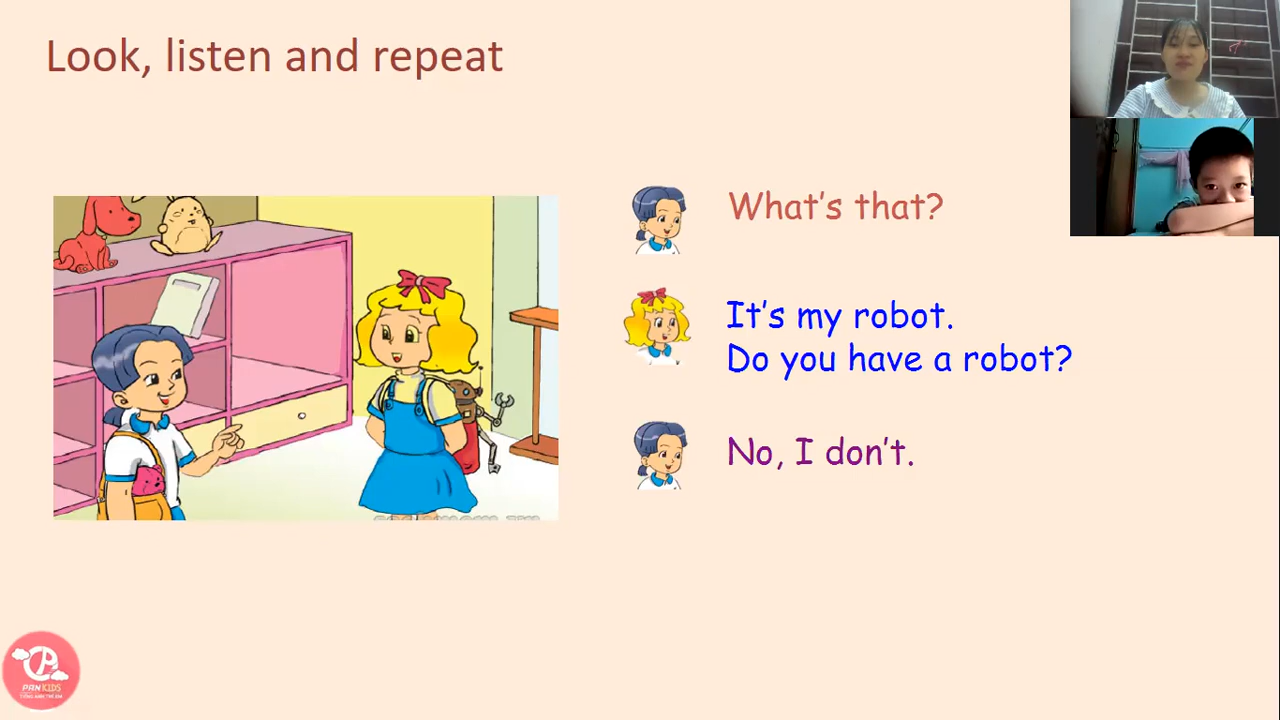 Look, listen and repeat
What's that?
It's my robot.
Do you have a robot?
No, I don't.
PAN KIDS